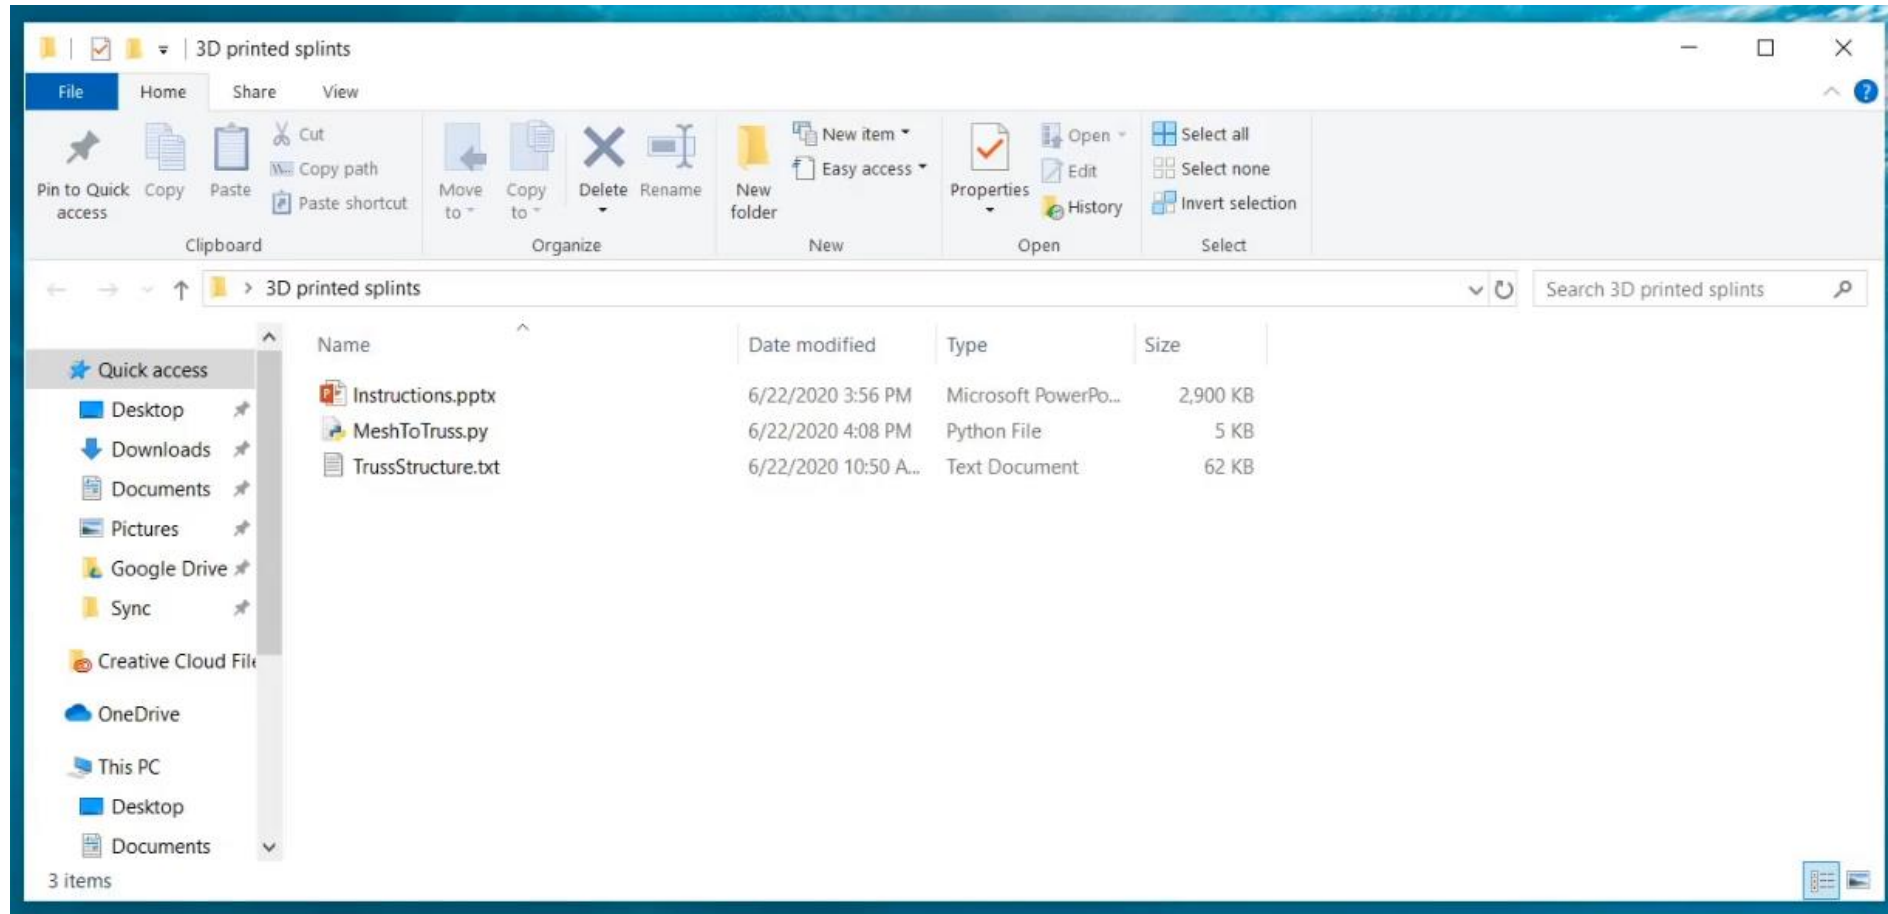 3D printed splints
File Home Share View
Pin to Quick access
Copy
Paste
Cut
Copy path
Paste shortcut
Clipboard
Move to
Copy to
Delete
Rename
Organize
New folder
New item
Easy access
New
Properties
Open
Edit
History
Open
Select all
Select none
Invert selection
Select
3D printed splints
Search 3D printed splints
Name Date modified Type Size
Instructions.pptx 6/22/2020 3:56 PM Microsoft PowerPo... 2,900 KB
MeshToTruss.py 6/22/2020 4:08 PM Python File 5 KB
TrussStructure.txt 6/22/2020 10:50 A... Text Document 62 KB
Quick access
Desktop
Downloads
Documents
Pictures
Google Drive
Sync
Creative Cloud File
OneDrive
This PC
Desktop
Documents
3 items